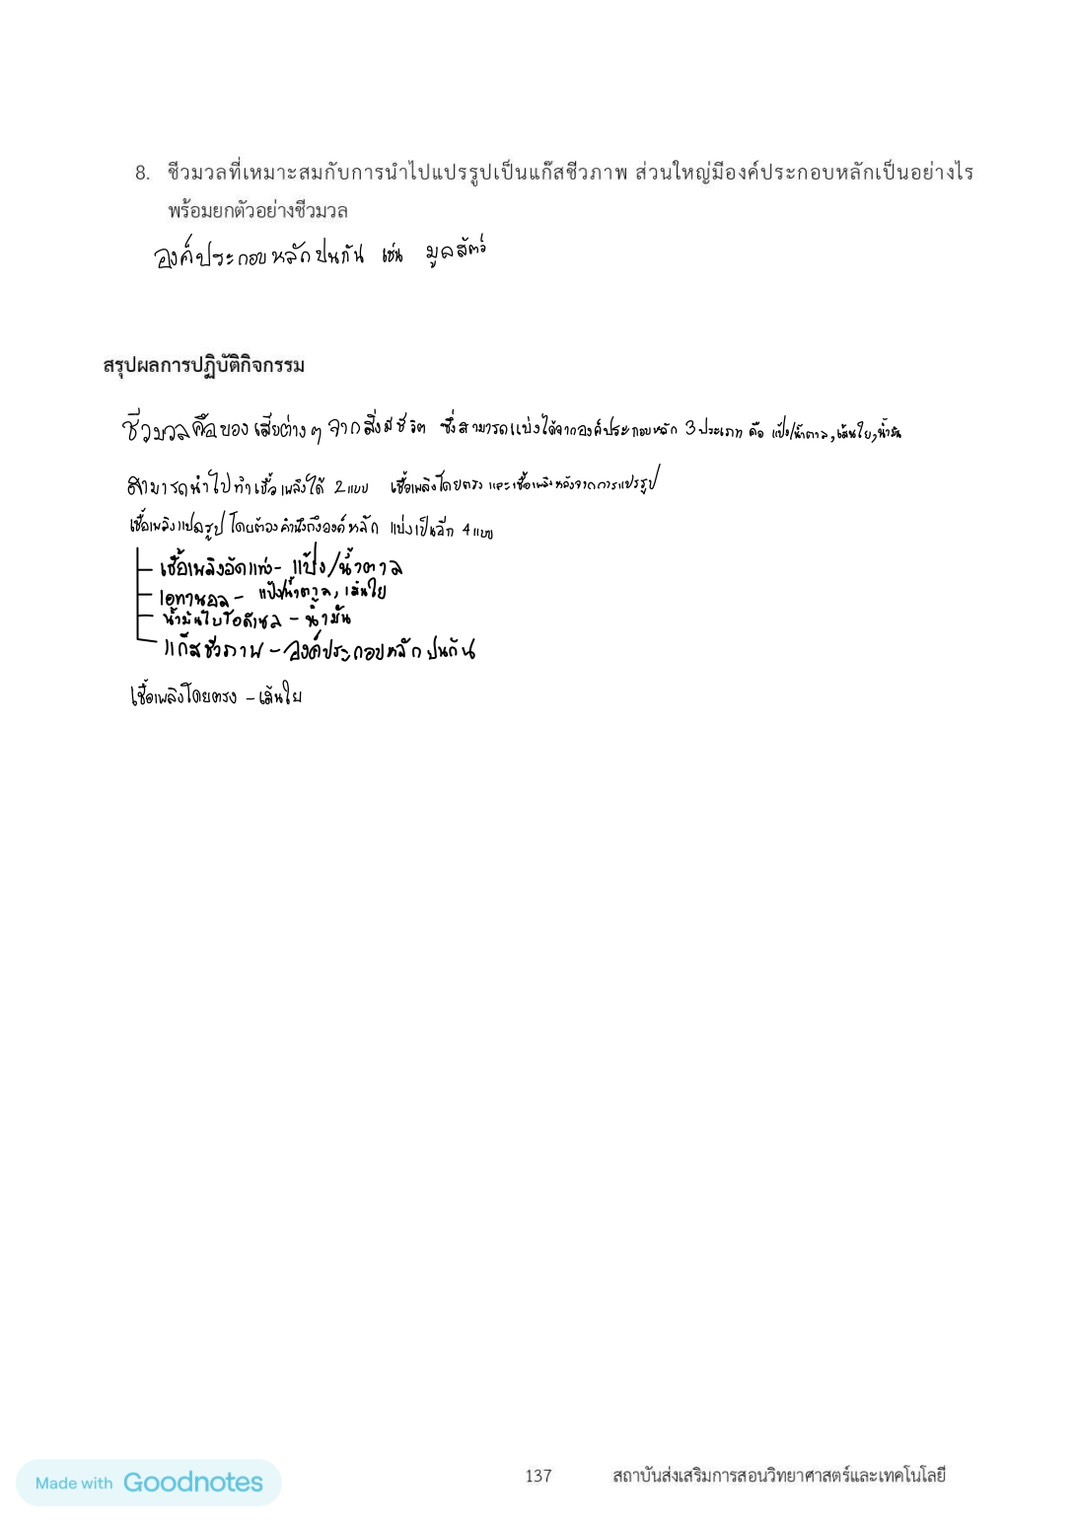 8. ชีวมวลที่เหมาะสมกับการนำไปแปรรูปเป็นแก๊สชีวภาพ ส่วนใหญ่มีองค์ประกอบหลักเป็นอย่างไร
พร้อมยกตัวอย่างชีวมวล
องค์ประกอบหลักปนกัน เช่น มูลสัตว์
สรุปผลการปฏิบัติกิจกรรม
ชีวมวลคือของเสียต่างๆ จากสิ่งมีชีวิต ซึ่งสามารถแบ่งได้จากองค์ประกอบหลัก 3 ประเภท คือ แป้ง/น้ำตาล, เส้นใย, น้ำมัน
สามารถนำไปทำเชื้อเพลิงได้ 2 แบบ เชื้อเพลิงโดยตรง และเชื้อเพลิงหลังจากการแปรรูป
เชื้อเพลิงแปลรูป โดยต้องคำนึงถึงองค์หลัก แบ่งเป็นอีก 4 แบบ
เชื้อเพลิงอัดแท่ง - แป้ง/น้ำตาล
เอทานอล - แป้ง/น้ำตาล, เส้นใย
น้ำมันไบโอดีเซล - น้ำมัน
แก๊สชีวภาพ - องค์ประกอบหลักปนกัน
เชื้อเพลิงโดยตรง - เส้นใย
Made with Goodnotes
137 สถาบันส่งเสริมการสอนวิทยาศาสตร์และเทคโนโลยี